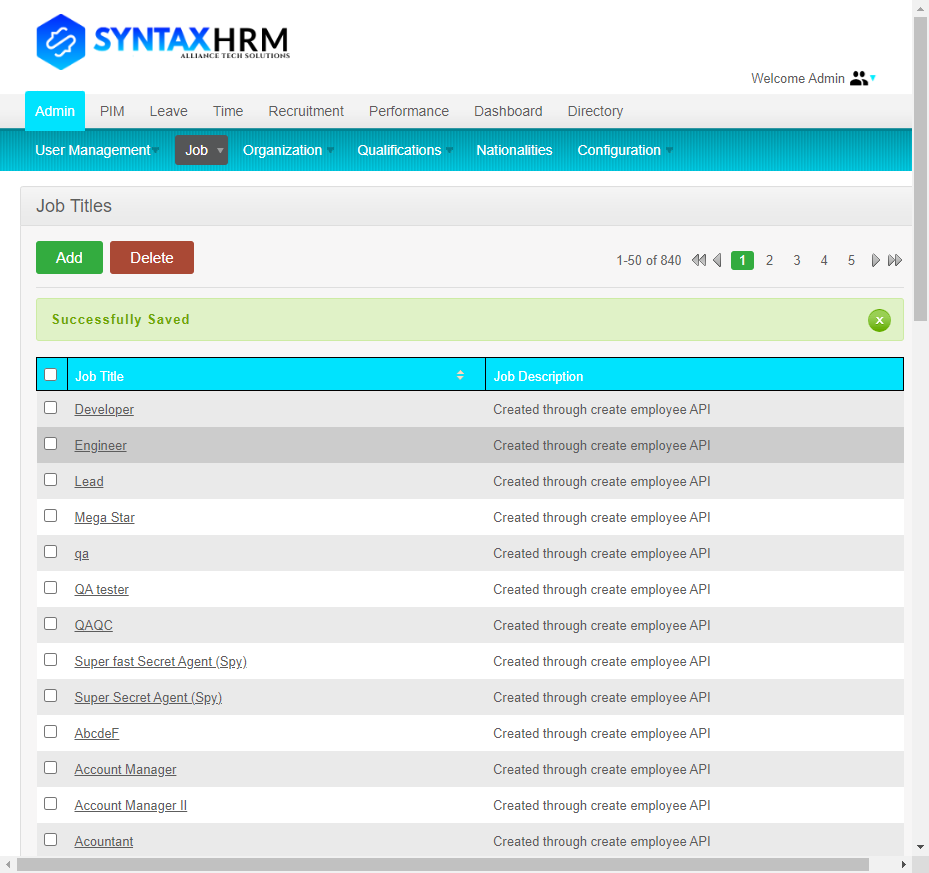 SYNTAXHRM
ALLIANCE TECH SOLUTIONS
Welcome Admin
Admin PIM Leave Time Recruitment Performance Dashboard Directory
User Management Job Organization Qualifications Nationalities Configuration
Job Titles
Add Delete 1-50 of 840 1 2 3 4 5
Successfully Saved x
Job Title Job Description
Developer Created through create employee API
Engineer Created through create employee API
Lead Created through create employee API
Mega Star Created through create employee API
qa Created through create employee API
QA tester Created through create employee API
QAQC Created through create employee API
Super fast Secret Agent (Spy) Created through create employee API
Super Secret Agent (Spy) Created through create employee API
AbcdeF Created through create employee API
Account Manager Created through create employee API
Account Manager II Created through create employee API
Acountant Created through create employee API